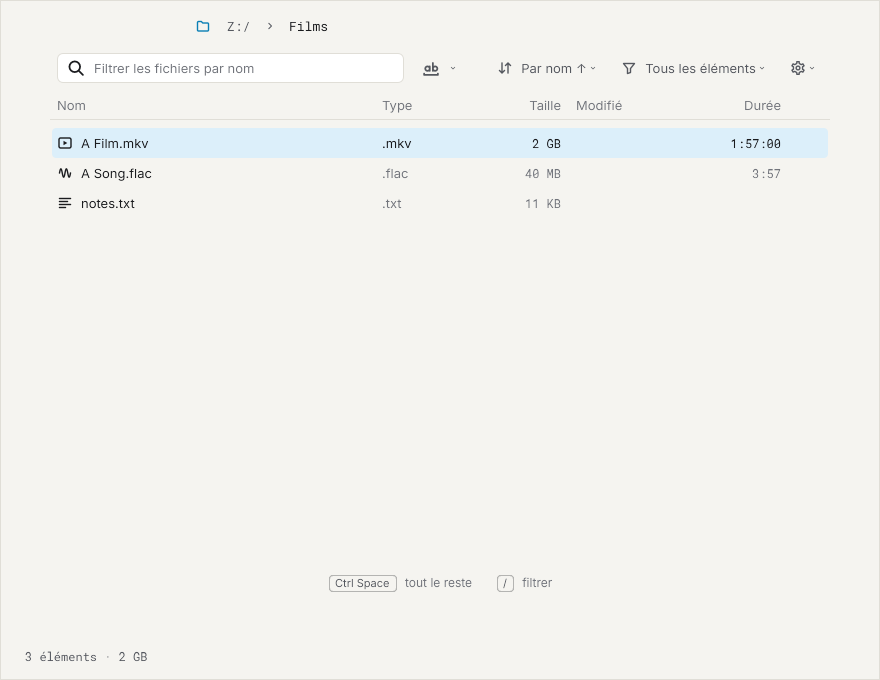 Z:/ › Films
Filtrer les fichiers par nom ab Par nom ↑ Tous les éléments
Nom Type Taille Modifié Durée
A Film.mkv .mkv 2 GB 1:57:00
A Song.flac .flac 40 MB 3:57
notes.txt .txt 11 KB
Ctrl Space tout le reste / filtrer
3 éléments · 2 GB